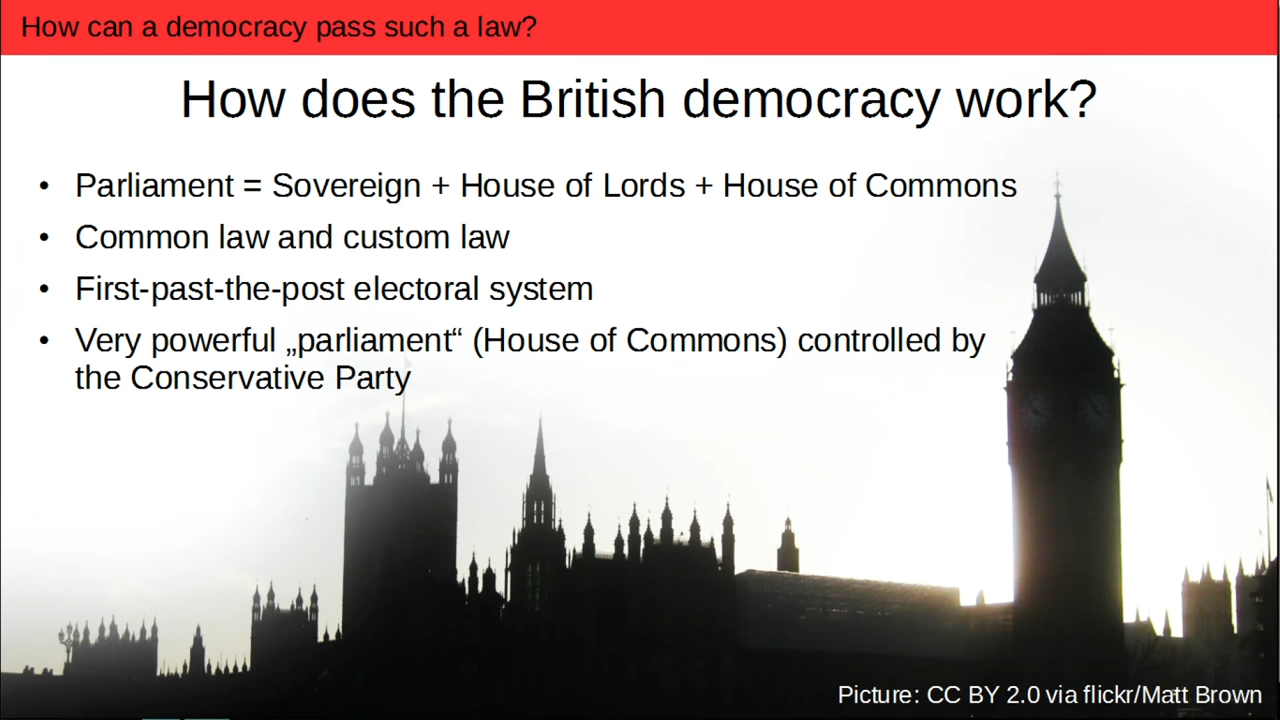 How can a democracy pass such a law?
How does the British democracy work?
• Parliament = Sovereign + House of Lords + House of Commons
• Common law and custom law
• First-past-the-post electoral system
• Very powerful „parliament“ (House of Commons) controlled by
the Conservative Party
Picture: CC BY 2.0 via flickr/Matt Brown